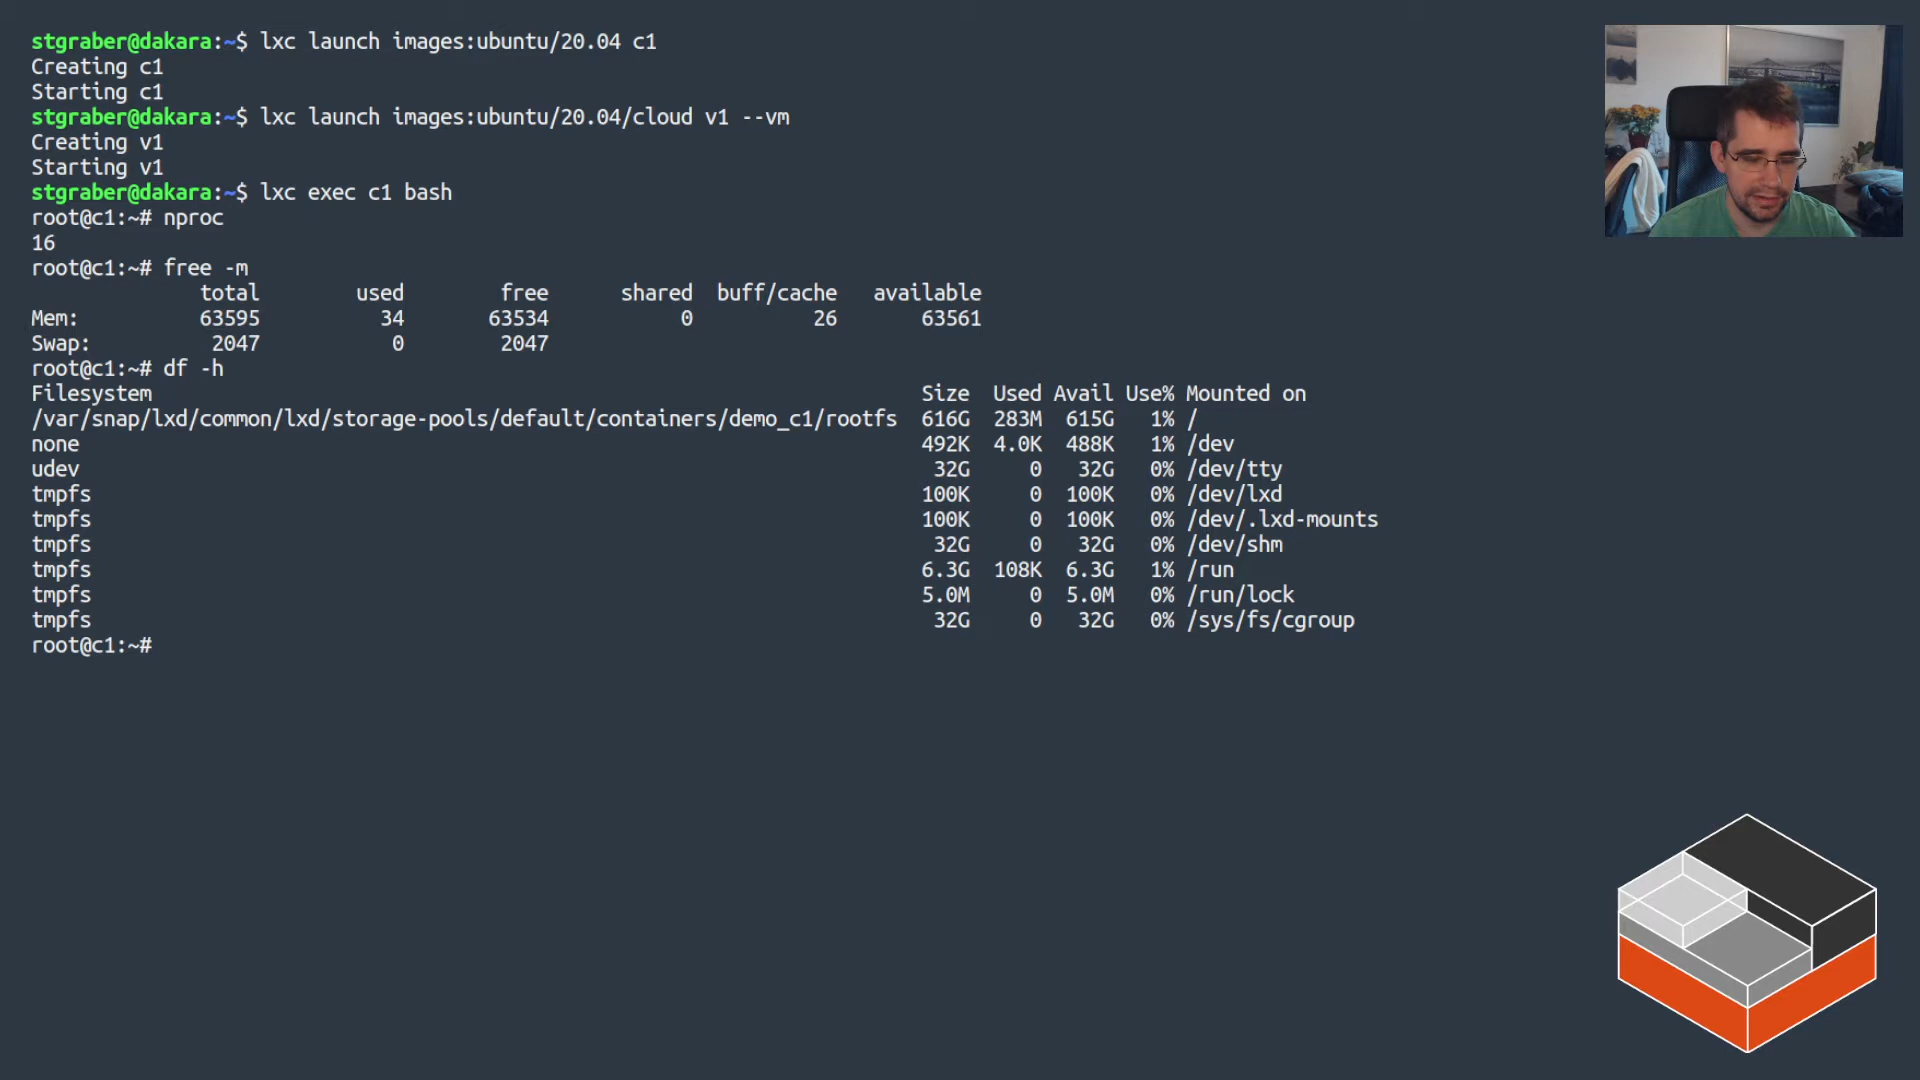 stgraber@dakara:~$ lxc launch images:ubuntu/20.04 c1
Creating c1
Starting c1
stgraber@dakara:~$ lxc launch images:ubuntu/20.04/cloud v1 --vm
Creating v1
Starting v1
stgraber@dakara:~$ lxc exec c1 bash
root@c1:~# nproc
16
root@c1:~# free -m
total used free shared buff/cache available
Mem: 63595 34 63534 0 26 63561
Swap: 2047 0 2047
root@c1:~# df -h
Filesystem Size Used Avail Use% Mounted on
/var/snap/lxd/common/lxd/storage-pools/default/containers/demo_c1/rootfs 616G 283M 615G 1% /
none 492K 4.0K 488K 1% /dev
udev 32G 0 32G 0% /dev/tty
tmpfs 100K 0 100K 0% /dev/lxd
tmpfs 100K 0 100K 0% /dev/.lxd-mounts
tmpfs 32G 0 32G 0% /dev/shm
tmpfs 6.3G 108K 6.3G 1% /run
tmpfs 5.0M 0 5.0M 0% /run/lock
tmpfs 32G 0 32G 0% /sys/fs/cgroup
root@c1:~#